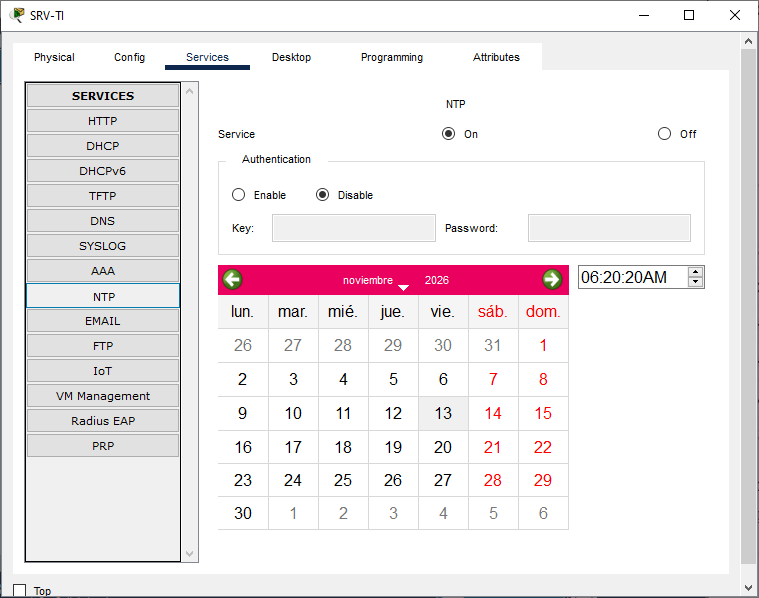 SRV-TI
Physical Config Services Desktop Programming Attributes
SERVICES
HTTP
DHCP
DHCPv6
TFTP
DNS
SYSLOG
AAA
NTP
EMAIL
FTP
IoT
VM Management
Radius EAP
PRP
NTP
Service On Off
Authentication
Enable Disable
Key: Password:
noviembre 2026
06:20:20AM
lun. mar. mié. jue. vie. sáb. dom.
26 27 28 29 30 31 1
2 3 4 5 6 7 8
9 10 11 12 13 14 15
16 17 18 19 20 21 22
23 24 25 26 27 28 29
30 1 2 3 4 5 6
Top